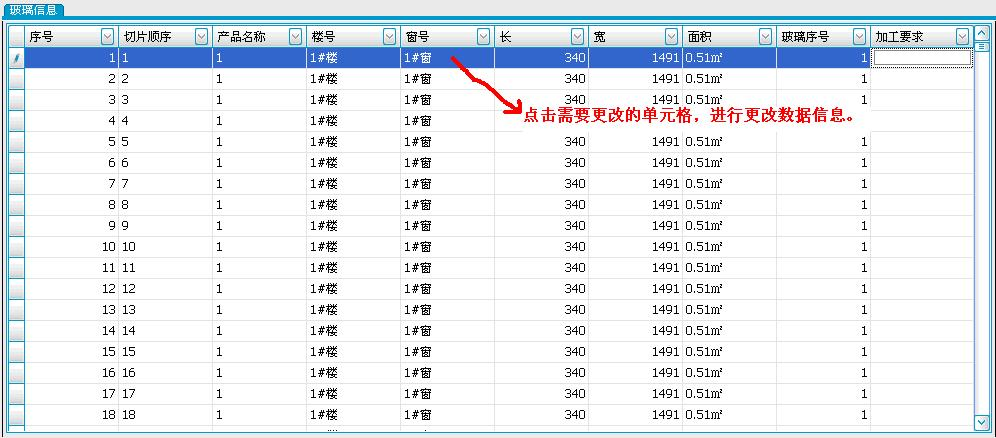 玻璃信息
序号 切片顺序 产品名称 楼号 窗号 长 宽 面积 玻璃序号 加工要求
1 1 1 1#楼 1#窗 340 1491 0.51m² 1
2 2 1 1#楼 1#窗 340 1491 0.51m² 1
3 3 1 1#楼 1#窗 340 1491 0.51m² 1
点击需要更改的单元格，进行更改数据信息。
4 4 1 1#楼 1#窗
5 5 1 1#楼 1#窗 340 1491 0.51m² 1
6 6 1 1#楼 1#窗 340 1491 0.51m² 1
7 7 1 1#楼 1#窗 340 1491 0.51m² 1
8 8 1 1#楼 1#窗 340 1491 0.51m² 1
9 9 1 1#楼 1#窗 340 1491 0.51m² 1
10 10 1 1#楼 1#窗 340 1491 0.51m² 1
11 11 1 1#楼 1#窗 340 1491 0.51m² 1
12 12 1 1#楼 1#窗 340 1491 0.51m² 1
13 13 1 1#楼 1#窗 340 1491 0.51m² 1
14 14 1 1#楼 1#窗 340 1491 0.51m² 1
15 15 1 1#楼 1#窗 340 1491 0.51m² 1
16 16 1 1#楼 1#窗 340 1491 0.51m² 1
17 17 1 1#楼 1#窗 340 1491 0.51m² 1
18 18 1 1#楼 1#窗 340 1491 0.51m² 1